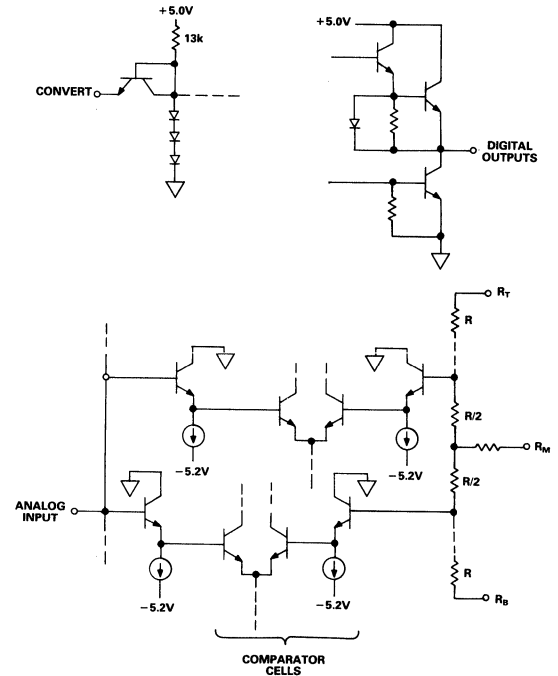 +5.0V
13k
CONVERT
+5.0V
DIGITAL
OUTPUTS
R_T
R
R/2
R_M
R/2
−5.2V
−5.2V
ANALOG
INPUT
R
−5.2V
−5.2V
R_B
COMPARATOR
CELLS